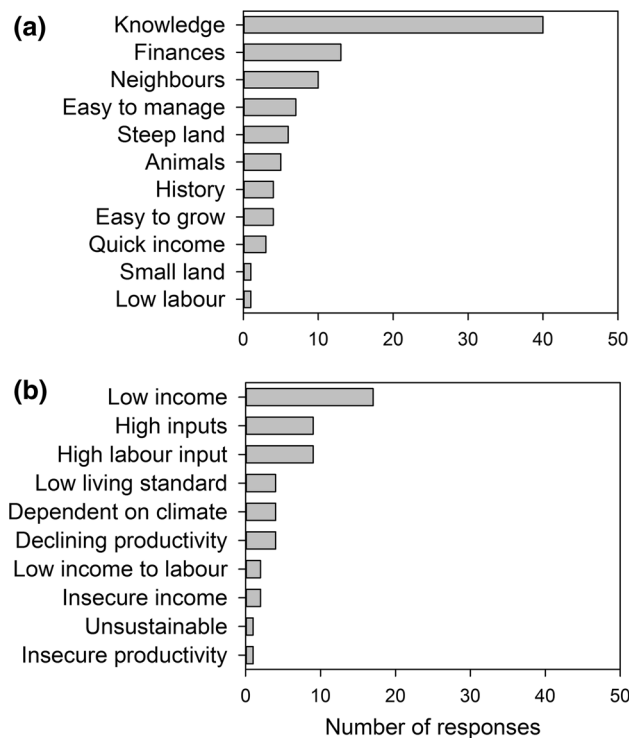 (a)
Knowledge
Finances
Neighbours
Easy to manage
Steep land
Animals
History
Easy to grow
Quick income
Small land
Low labour
0 10 20 30 40 50
(b)
Low income
High inputs
High labour input
Low living standard
Dependent on climate
Declining productivity
Low income to labour
Insecure income
Unsustainable
Insecure productivity
0 10 20 30 40 50
Number of responses